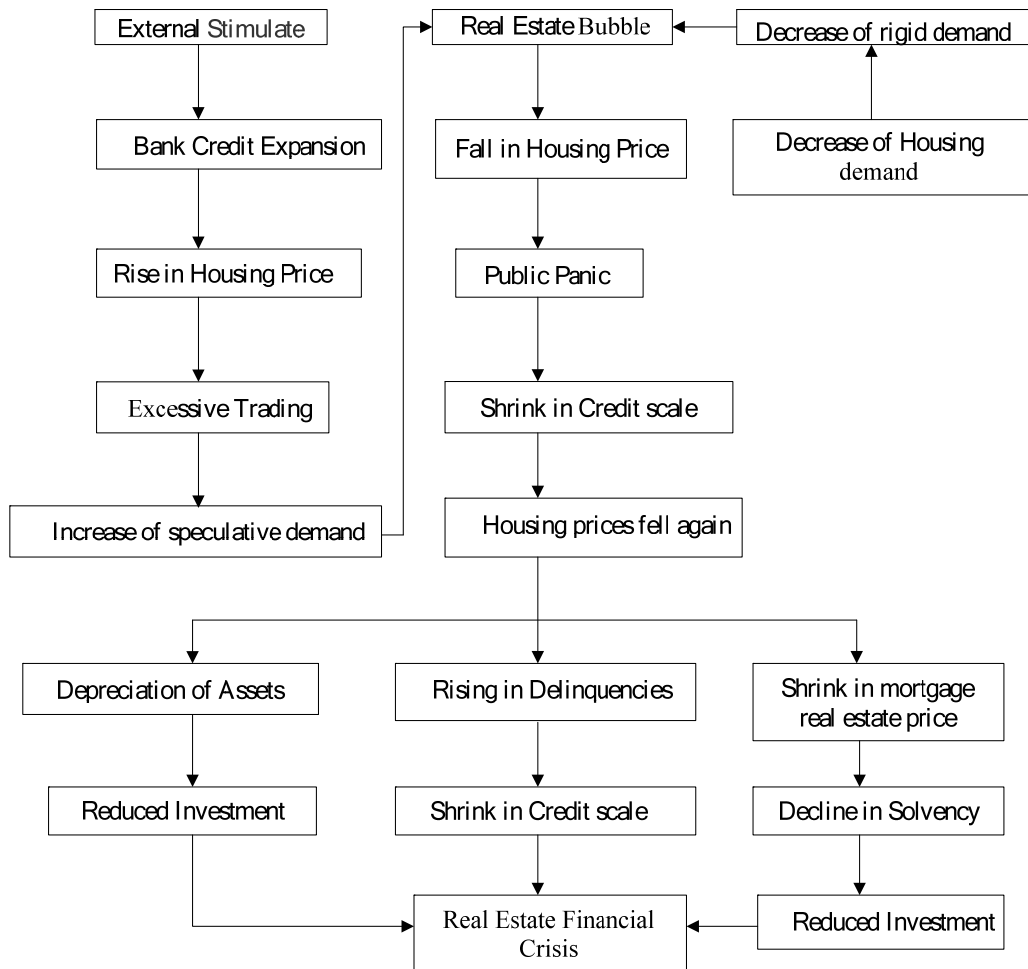 External Stimulate
Bank Credit Expansion
Rise in Housing Price
Excessive Trading
Increase of speculative demand
Real Estate Bubble
Fall in Housing Price
Public Panic
Shrink in Credit scale
Housing prices fell again
Decrease of rigid demand
Decrease of Housing
demand
Depreciation of Assets
Reduced Investment
Rising in Delinquencies
Shrink in Credit scale
Shrink in mortgage
real estate price
Decline in Solvency
Reduced Investment
Real Estate Financial
Crisis